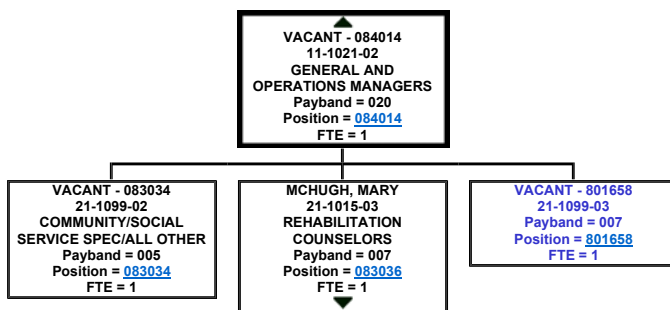 VACANT - 084014
11-1021-02
GENERAL AND
OPERATIONS MANAGERS
Payband = 020
Position = 084014
FTE = 1
VACANT - 083034
21-1099-02
COMMUNITY/SOCIAL
SERVICE SPEC/ALL OTHER
Payband = 005
Position = 083034
FTE = 1
MCHUGH, MARY
21-1015-03
REHABILITATION
COUNSELORS
Payband = 007
Position = 083036
FTE = 1
VACANT - 801658
21-1099-03
Payband = 007
Position = 801658
FTE = 1